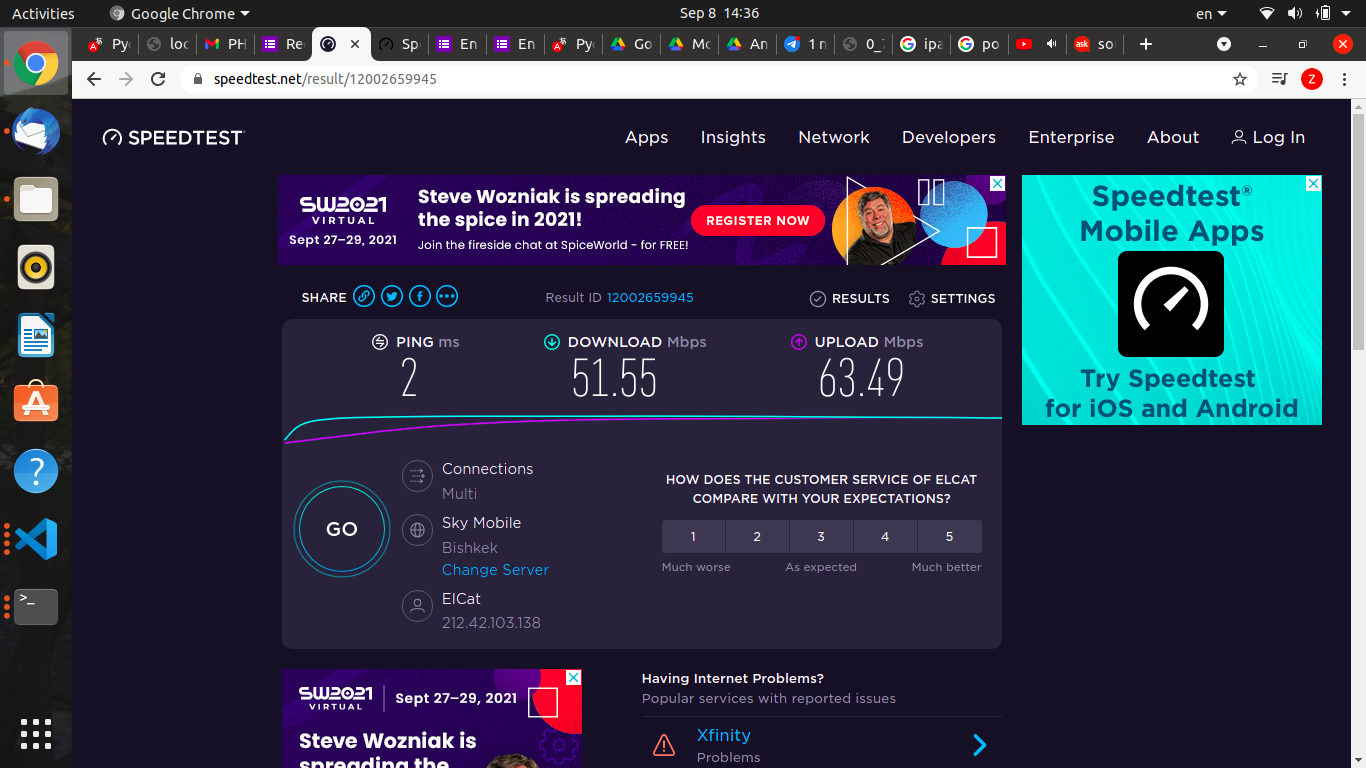 Activities
Google Chrome
Sep 8 14:36
en
Pyc
loc
PH
Re
Sp
En
En
Pyc
Go
Mc
An
1 n
0_7
ipa
po
ask
so
speedtest.net/result/12002659945
Z
SPEEDTEST
Apps
Insights
Network
Developers
Enterprise
About
Log In
SW2021
VIRTUAL
Sept 27–29, 2021
Steve Wozniak is spreading
the spice in 2021!
Join the fireside chat at SpiceWorld – for FREE!
REGISTER NOW
Speedtest®
Mobile Apps
Try Speedtest
for iOS and Android
SHARE
Result ID 12002659945
RESULTS
SETTINGS
PING ms
2
DOWNLOAD Mbps
51.55
UPLOAD Mbps
63.49
GO
Connections
Multi
Sky Mobile
Bishkek
Change Server
ElCat
212.42.103.138
HOW DOES THE CUSTOMER SERVICE OF ELCAT
COMPARE WITH YOUR EXPECTATIONS?
1 2 3 4 5
Much worse As expected Much better
SW2021
VIRTUAL
Sept 27–29, 2021
Steve Wozniak is
spreading the
Having Internet Problems?
Popular services with reported issues
Xfinity
Problems